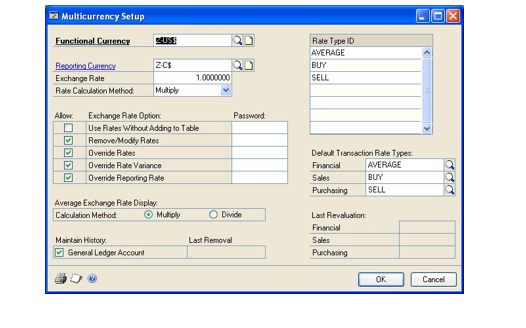 Multicurrency Setup
Functional Currency Z-US$
Reporting Currency Z-C$
Exchange Rate 1.0000000
Rate Calculation Method: Multiply
Rate Type ID
AVERAGE
BUY
SELL
Allow: Exchange Rate Option: Password:
Use Rates Without Adding to Table
Remove/Modify Rates
Override Rates
Override Rate Variance
Override Reporting Rate
Default Transaction Rate Types:
Financial AVERAGE
Sales BUY
Purchasing SELL
Average Exchange Rate Display:
Calculation Method: Multiply Divide
Last Revaluation:
Financial
Sales
Purchasing
Maintain History: Last Removal
General Ledger Account
OK Cancel